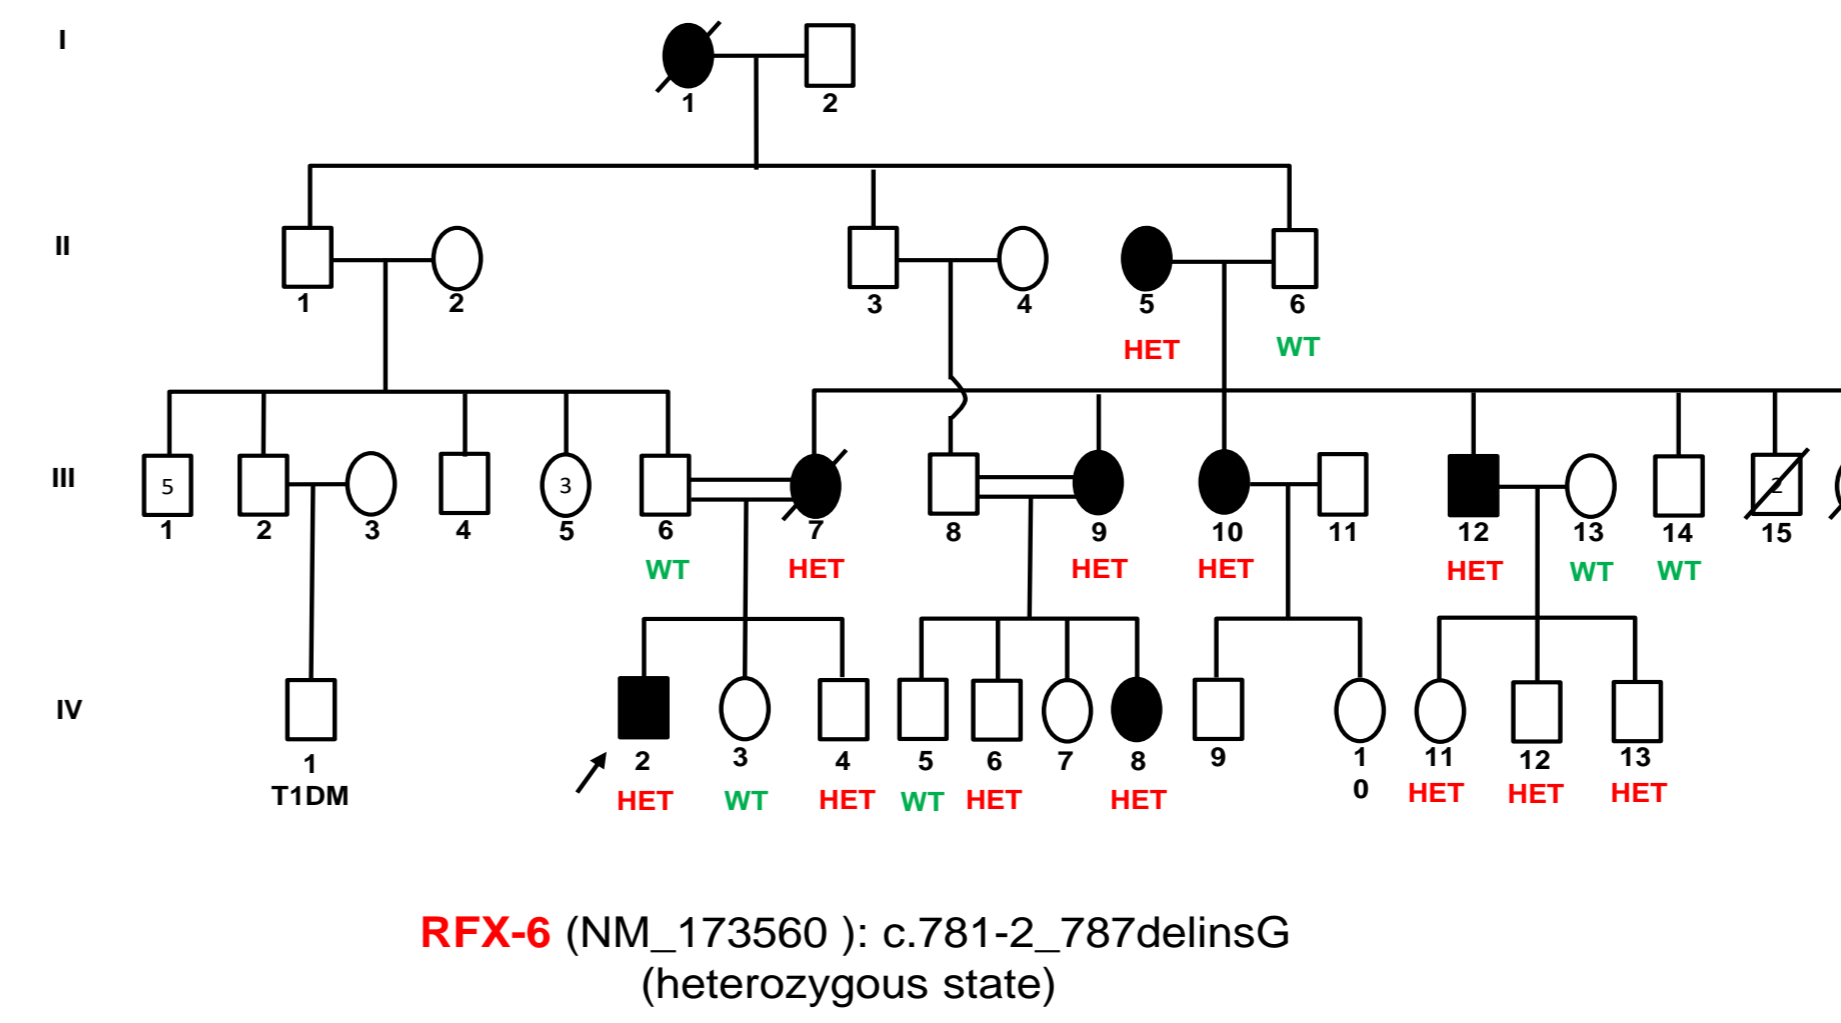 I
1 2
II
1 2 3 4 5 6
HET WT
III
5 3 2
1 2 3 4 5 6 7 8 9 10 11 12 13 14 15
WT HET HET HET HET WT WT
IV
1 2 3 4 5 6 7 8 9 1 11 12 13
0
T1DM HET WT HET WT HET HET HET HET HET
RFX-6 (NM_173560 ): c.781-2_787delinsG
(heterozygous state)